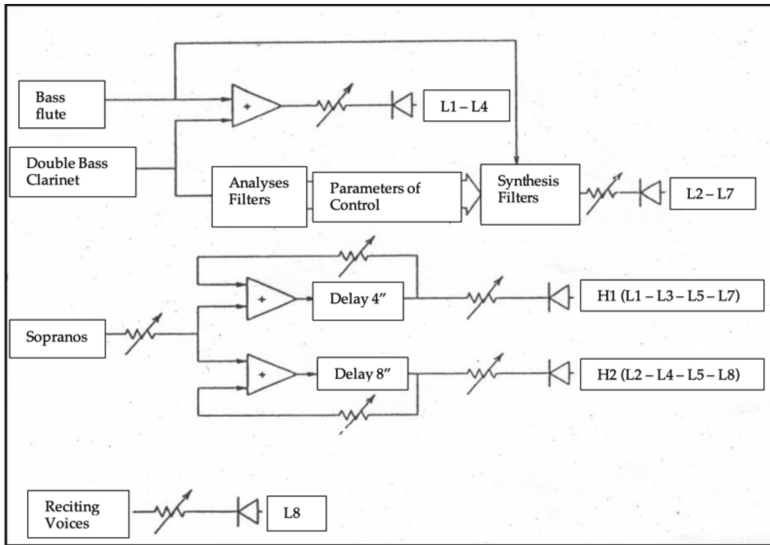 Bass
flute
+
L1 – L4
Double Bass
Clarinet
Analyses
Filters
Parameters of
Control
Synthesis
Filters
L2 – L7
Sopranos
+
Delay 4″
H1 (L1 – L3 – L5 – L7)
+
Delay 8″
H2 (L2 – L4 – L5 – L8)
Reciting
Voices
L8